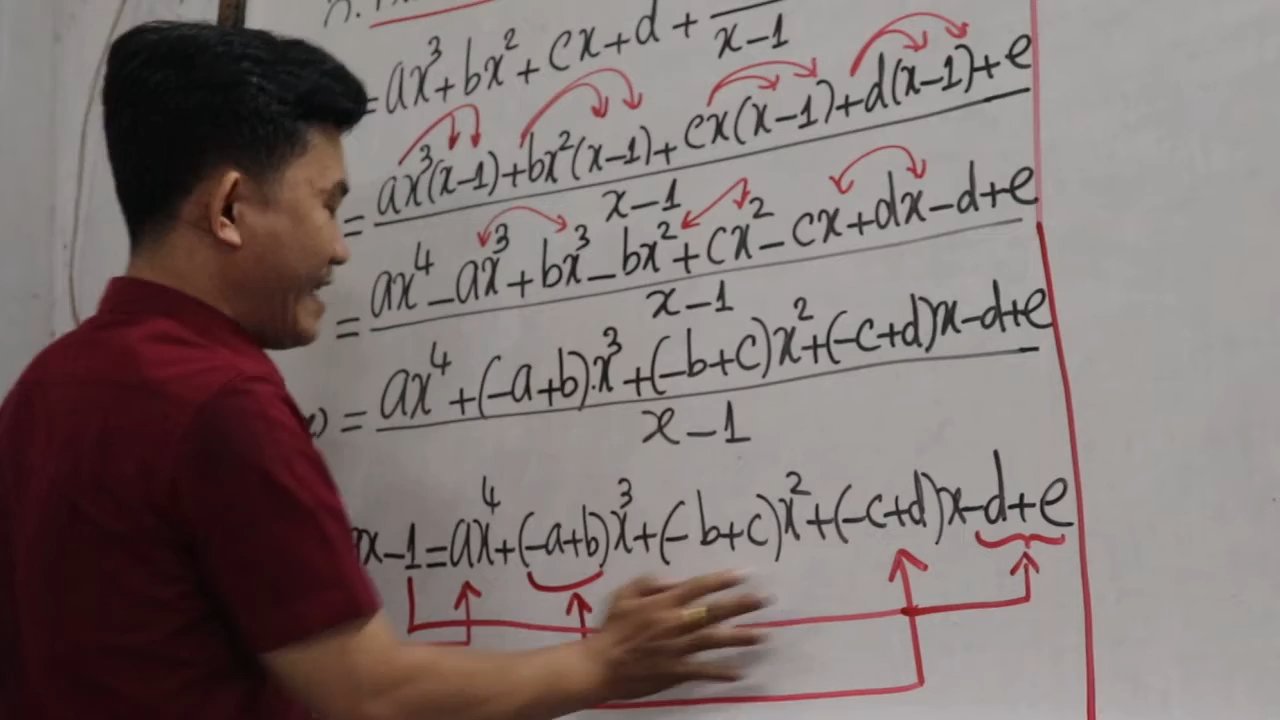 = ax³+bx²+cx+d+ —/x-1
= ax³(x-1)+bx²(x-1)+cx(x-1)+d(x-1)+e
x-1
= ax⁴-ax³+bx³-bx²+cx²-cx+dx-d+e
x-1
) = ax⁴+(-a+b).x³+(-b+c)x²+(-c+d)x-d+e
x-1
x-1=ax⁴+(-a+b)x³+(-b+c)x²+(-c+d)x-d+e